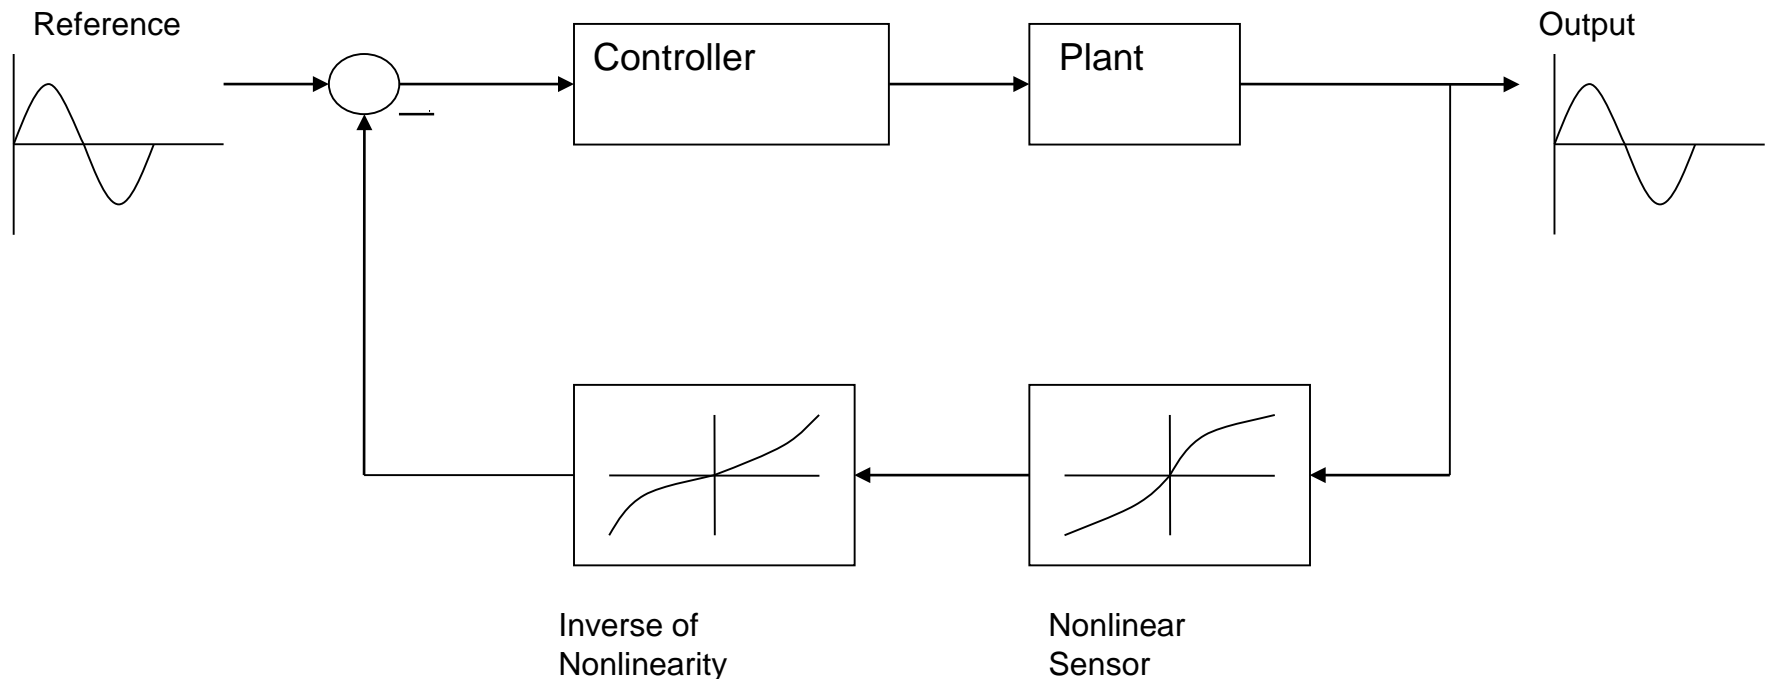 Reference
Controller
Plant
Output
Inverse of
Nonlinearity
Nonlinear
Sensor